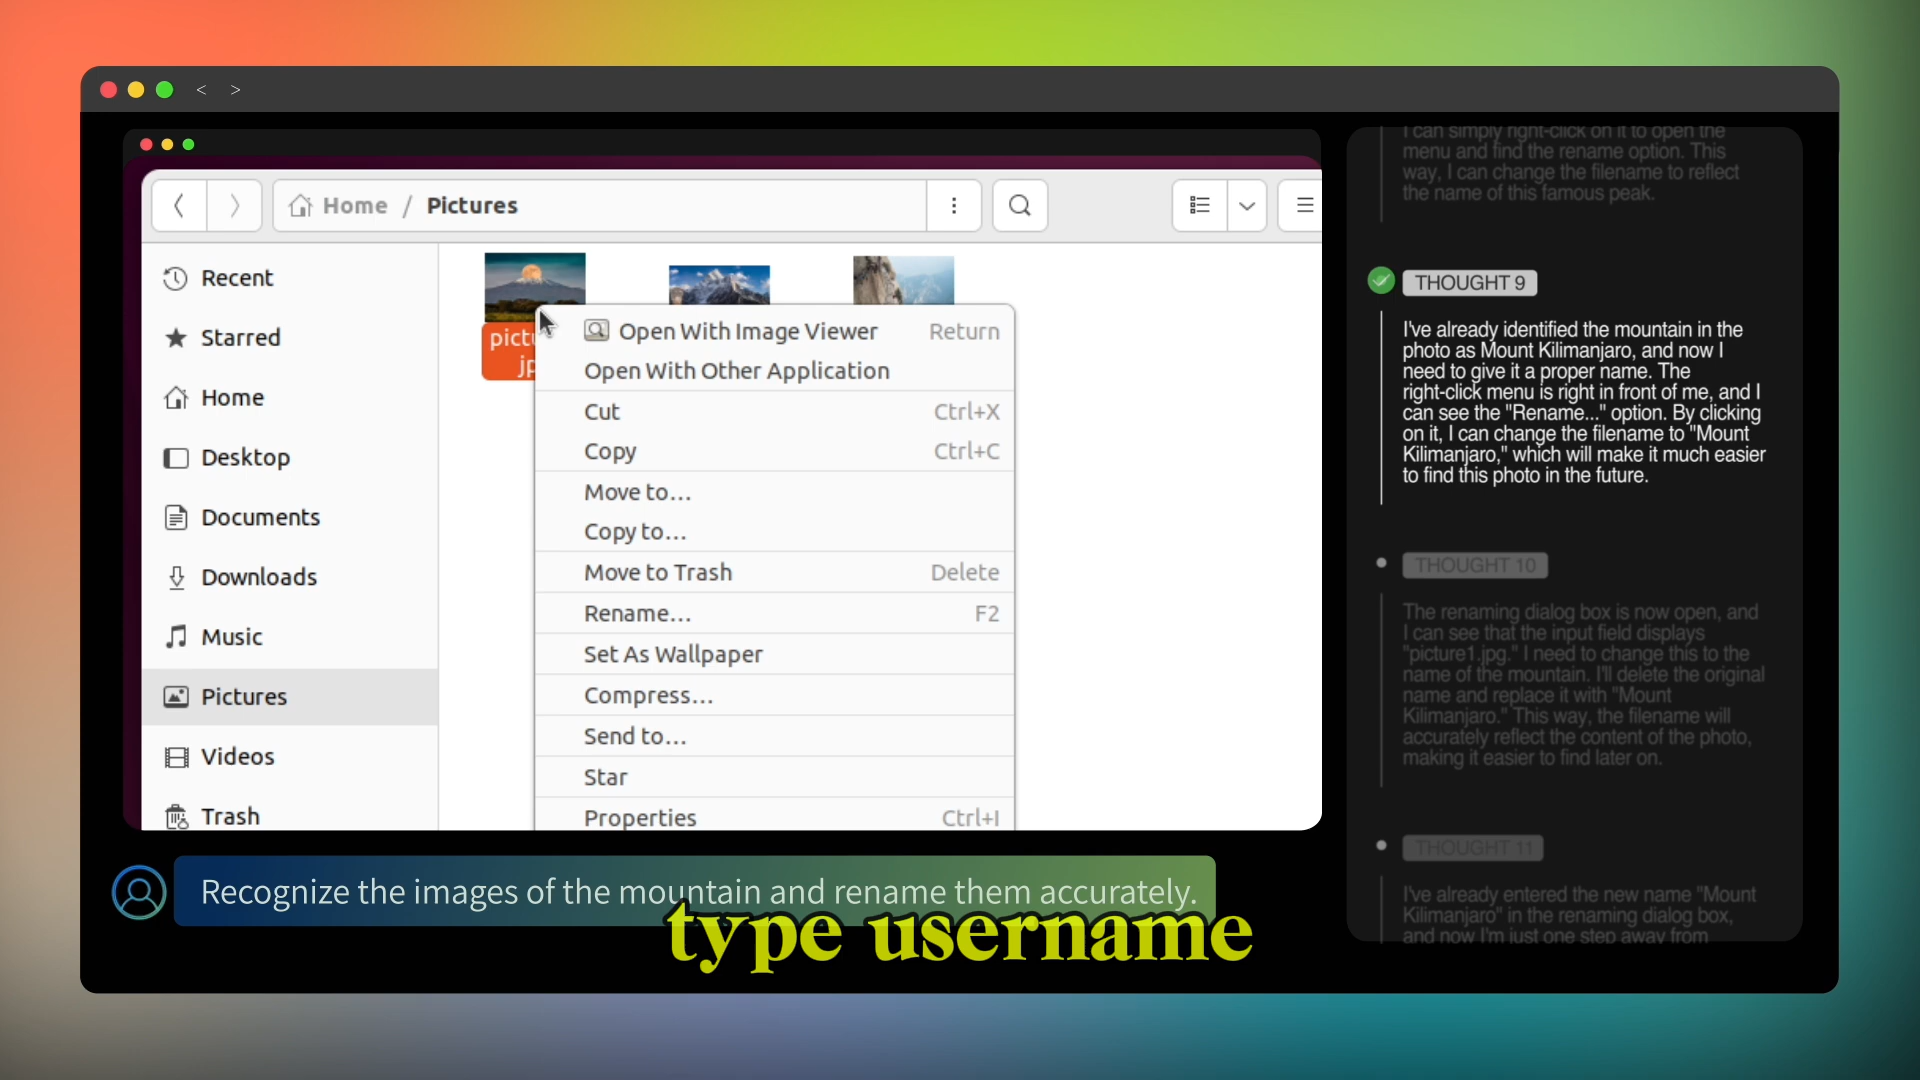 < >
Home / Pictures
Recent
Starred
Home
Desktop
Documents
Downloads
Music
Pictures
Videos
Trash
Open With Image Viewer Return
Open With Other Application
Cut Ctrl+X
Copy Ctrl+C
Move to...
Copy to...
Move to Trash Delete
Rename... F2
Set As Wallpaper
Compress...
Send to...
Star
Properties Ctrl+I
Recognize the images of the mountain and rename them accurately.
type username
I can simply right-click on it to open the
menu and find the rename option. This
way, I can change the filename to reflect
the name of this famous peak.
THOUGHT 9
I've already identified the mountain in the
photo as Mount Kilimanjaro, and now I
need to give it a proper name. The
right-click menu is right in front of me, and I
can see the "Rename..." option. By clicking
on it, I can change the filename to "Mount
Kilimanjaro," which will make it much easier
to find this photo in the future.
THOUGHT 10
The renaming dialog box is now open, and
I can see that the input field displays
"picture1.jpg." I need to change this to the
name of the mountain. I'll delete the original
name and replace it with "Mount
Kilimanjaro." This way, the filename will
accurately reflect the content of the photo,
making it easier to find later on.
THOUGHT 11
I've already entered the new name "Mount
Kilimanjaro" in the renaming dialog box,
and now I'm just one step away from